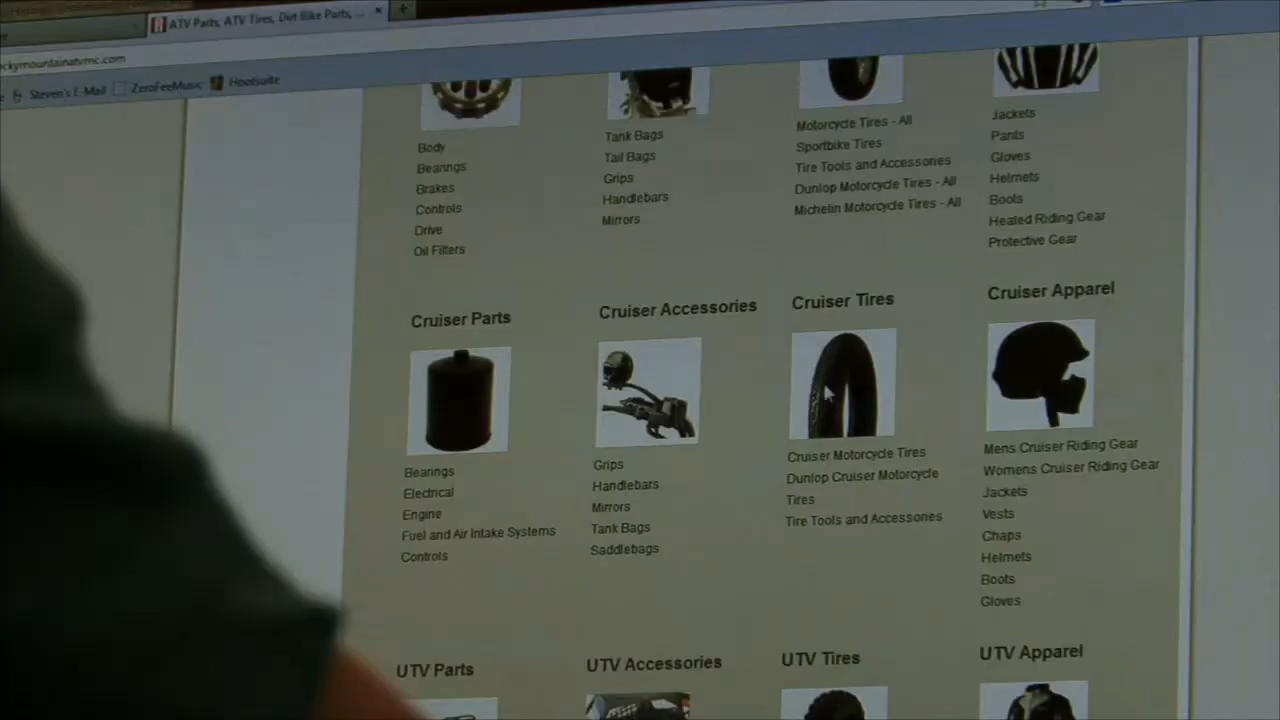 ATV Parts, ATV Tires, Dirt Bike Parts, ...
ckymountainatvmc.com
Steven's E-Mail
ZeroFeeMusic
Hootsuite
Body
Bearings
Brakes
Controls
Drive
Oil Filters
Tank Bags
Tail Bags
Grips
Handlebars
Mirrors
Motorcycle Tires - All
Sportbike Tires
Tire Tools and Accessories
Dunlop Motorcycle Tires - All
Michelin Motorcycle Tires - All
Jackets
Pants
Gloves
Helmets
Boots
Heated Riding Gear
Protective Gear
Cruiser Parts
Bearings
Electrical
Engine
Fuel and Air Intake Systems
Controls
Cruiser Accessories
Grips
Handlebars
Mirrors
Tank Bags
Saddlebags
Cruiser Tires
Cruiser Motorcycle Tires
Dunlop Cruiser Motorcycle
Tires
Tire Tools and Accessories
Cruiser Apparel
Mens Cruiser Riding Gear
Womens Cruiser Riding Gear
Jackets
Vests
Chaps
Helmets
Boots
Gloves
UTV Parts
UTV Accessories
UTV Tires
UTV Apparel